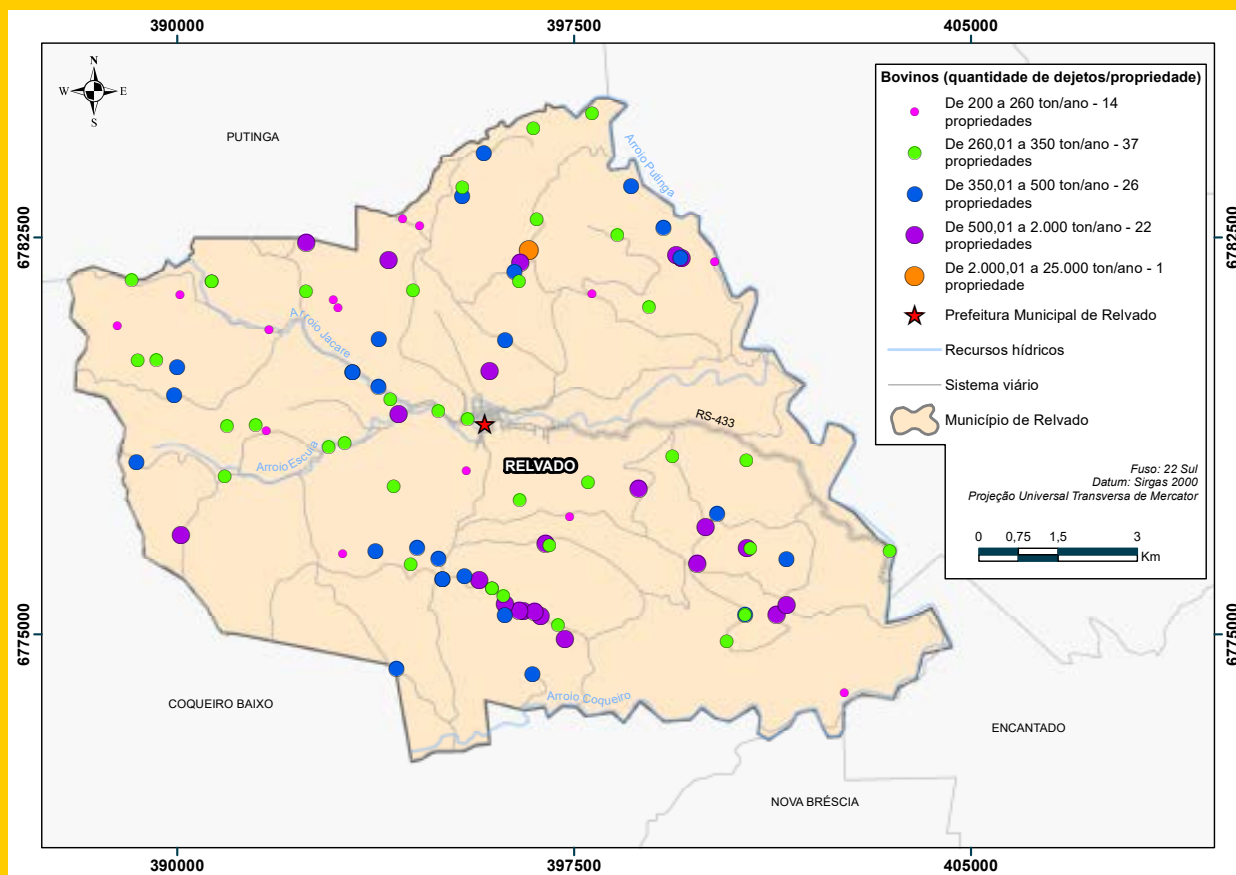 390000
397500
405000
N
W
E
S
PUTINGA
Arroio Putinga
Bovinos (quantidade de dejetos/propriedade)
De 200 a 260 ton/ano - 14
propriedades
De 260,01 a 350 ton/ano - 37
propriedades
De 350,01 a 500 ton/ano - 26
propriedades
De 500,01 a 2.000 ton/ano - 22
propriedades
De 2.000,01 a 25.000 ton/ano - 1
propriedade
Prefeitura Municipal de Relvado
Recursos hídricos
Sistema viário
Município de Relvado
Fuso: 22 Sul
Datum: Sirgas 2000
Projeção Universal Transversa de Mercator
0 0,75 1,5 3
Km
6782500
6782500
Arroio Jacare
RS-433
RELVADO
Arroio Escula
6775000
6775000
Arroio Coqueiro
COQUEIRO BAIXO
ENCANTADO
NOVA BRÉSCIA
390000
397500
405000